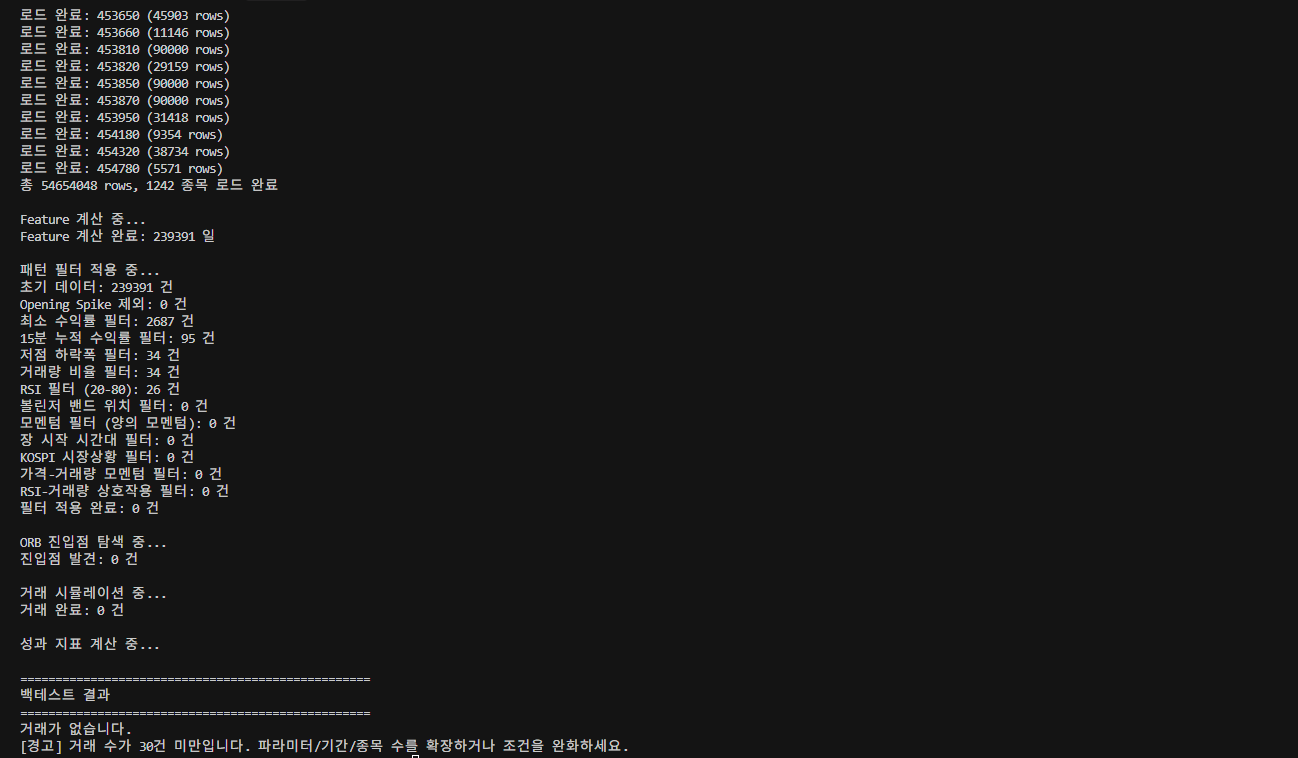 로드 완료: 453650 (45903 rows)
로드 완료: 453660 (11146 rows)
로드 완료: 453810 (90000 rows)
로드 완료: 453820 (29159 rows)
로드 완료: 453850 (90000 rows)
로드 완료: 453870 (90000 rows)
로드 완료: 453950 (31418 rows)
로드 완료: 454180 (9354 rows)
로드 완료: 454320 (38734 rows)
로드 완료: 454780 (5571 rows)
총 54654048 rows, 1242 종목 로드 완료
Feature 계산 중...
Feature 계산 완료: 239391 일
패턴 필터 적용 중...
초기 데이터: 239391 건
Opening Spike 제외: 0 건
최소 수익률 필터: 2687 건
15분 누적 수익률 필터: 95 건
저점 하락폭 필터: 34 건
거래량 비율 필터: 34 건
RSI 필터 (20-80): 26 건
볼린저 밴드 위치 필터: 0 건
모멘텀 필터 (양의 모멘텀): 0 건
장 시작 시간대 필터: 0 건
KOSPI 시장상황 필터: 0 건
가격-거래량 모멘텀 필터: 0 건
RSI-거래량 상호작용 필터: 0 건
필터 적용 완료: 0 건
ORB 진입점 탐색 중...
진입점 발견: 0 건
거래 시뮬레이션 중...
거래 완료: 0 건
성과 지표 계산 중...
==================================================
백테스트 결과
==================================================
거래가 없습니다.
[경고] 거래 수가 30건 미만입니다. 파라미터/기간/종목 수를 확장하거나 조건을 완화하세요.